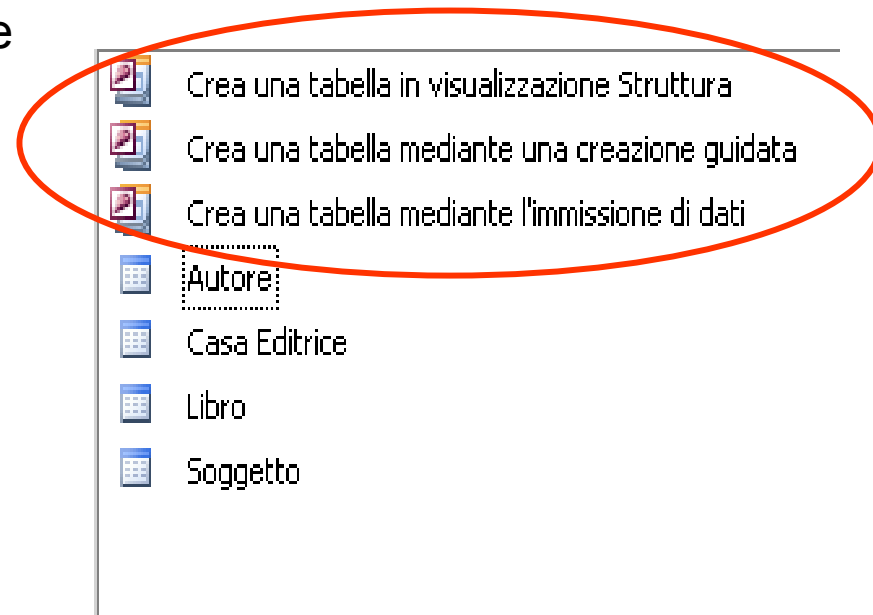 e
Crea una tabella in visualizzazione Struttura
Crea una tabella mediante una creazione guidata
Crea una tabella mediante l'immissione di dati
Autore
Casa Editrice
Libro
Soggetto